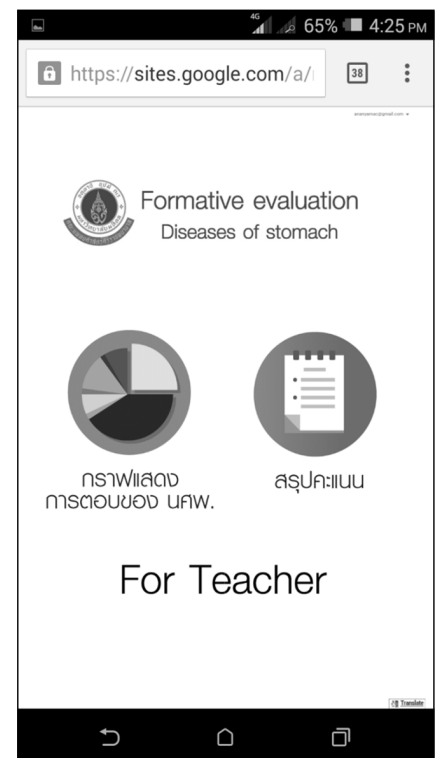 4G
65%
4:25 PM
https://sites.google.com/a/
38
Formative evaluation
Diseases of stomach
กราฟแสดง
การตอบของ นศพ.
สรุปคะแนน
For Teacher
Translate